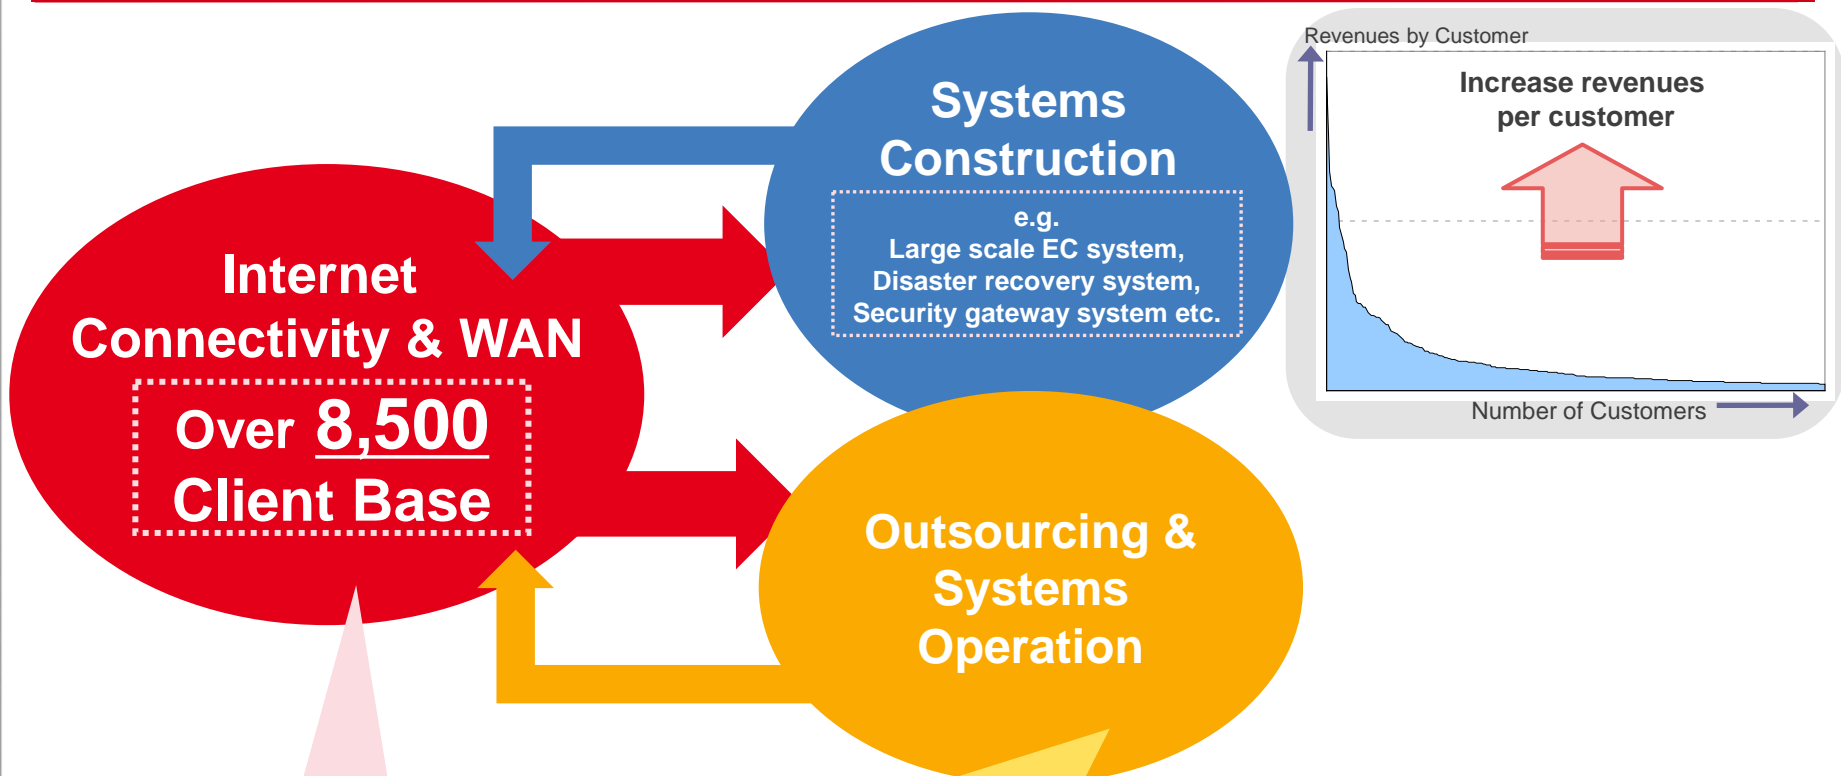 Internet
Connectivity & WAN
Over 8,500
Client Base
Systems
Construction
e.g.
Large scale EC system,
Disaster recovery system,
Security gateway system etc.
Outsourcing &
Systems
Operation
Revenues by Customer
Increase revenues
per customer
Number of Customers